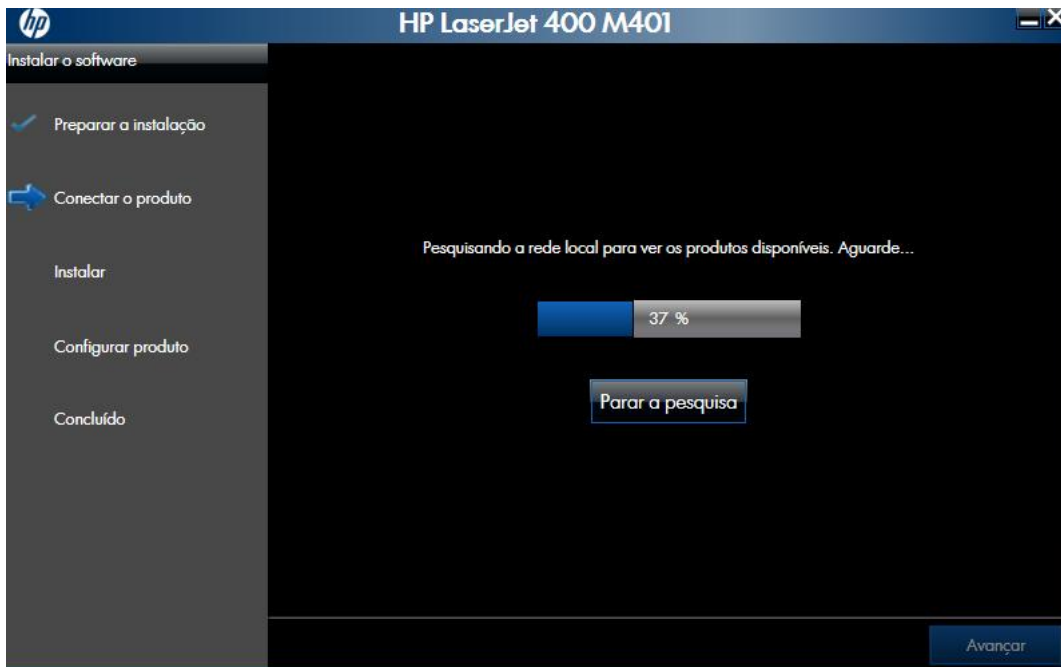 hp
HP LaserJet 400 M401
Instalar o software
Preparar a instalação
Conectar o produto
Instalar
Configurar produto
Concluído
Pesquisando a rede local para ver os produtos disponíveis. Aguarde...
37 %
Parar a pesquisa
Avançar